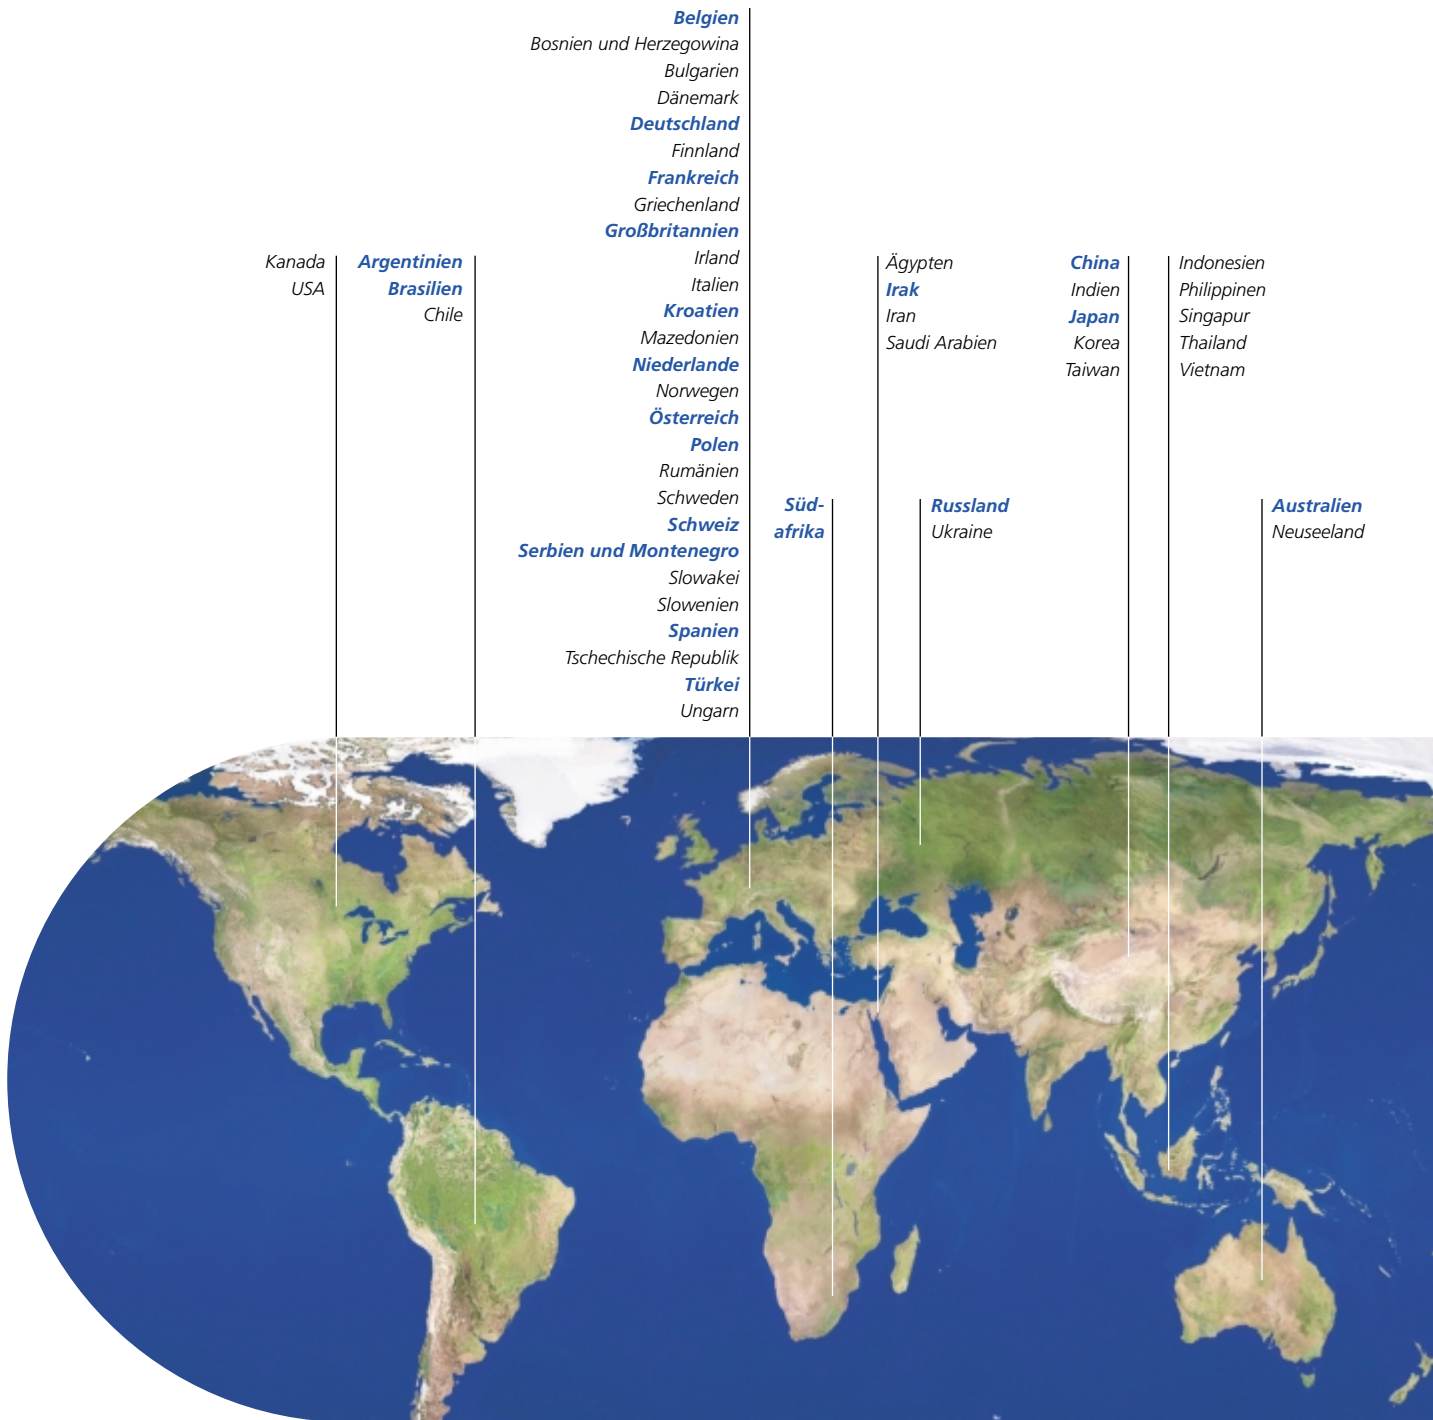 Belgien
Bosnien und Herzegowina
Bulgarien
Dänemark
Deutschland
Finnland
Frankreich
Griechenland
Großbritannien
Irland
Italien
Kroatien
Mazedonien
Niederlande
Norwegen
Österreich
Polen
Rumänien
Schweden
Schweiz
Serbien und Montenegro
Slowakei
Slowenien
Spanien
Tschechische Republik
Türkei
Ungarn
Kanada
USA
Argentinien
Brasilien
Chile
Süd-
afrika
Ägypten
Irak
Iran
Saudi Arabien
Russland
Ukraine
China
Indien
Japan
Korea
Taiwan
Indonesien
Philippinen
Singapur
Thailand
Vietnam
Australien
Neuseeland